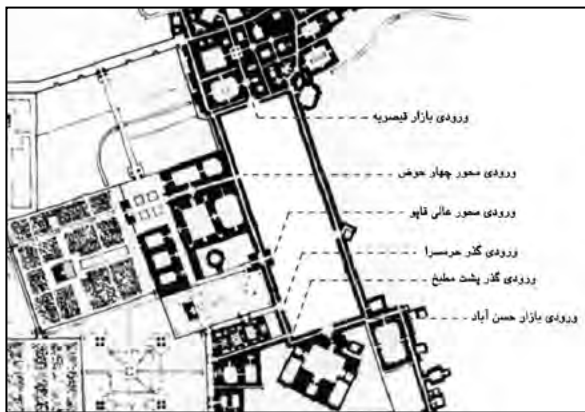 ورودی بازار قیصریه
ورودی محور چهار حوض
ورودی محور عالی قاپو
ورودی گذر حرمسرا
ورودی گذر پشت مطبخ
ورودی بازار حسن آباد